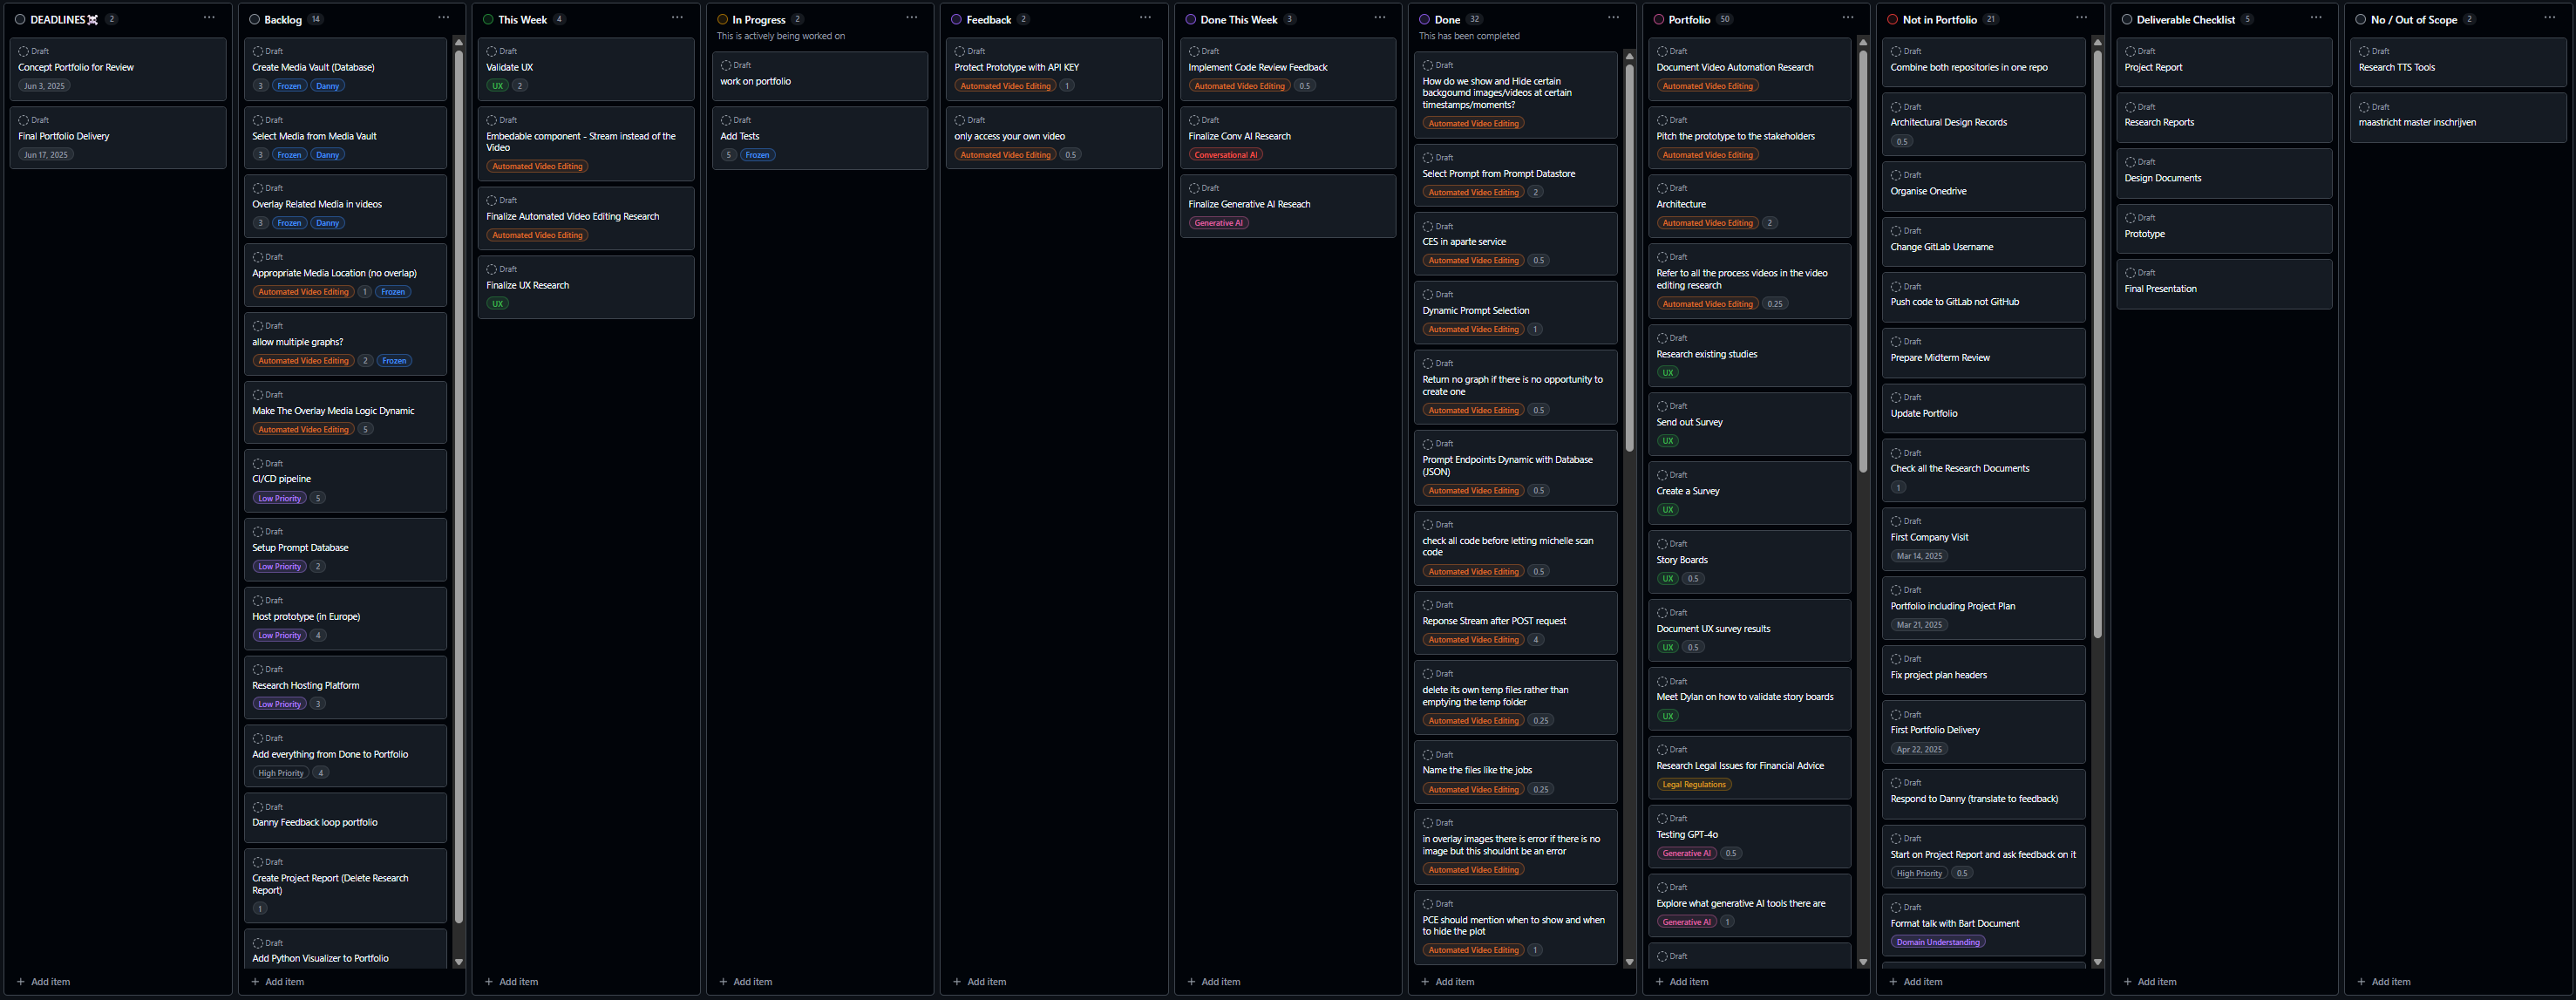 DEADLINES☠ 2
Draft
Concept Portfolio for Review
Jun 3, 2025
Draft
Final Portfolio Delivery
Jun 17, 2025
Add item
Backlog 14
Draft
Create Media Vault (Database)
3 Frozen Danny
Draft
Select Media from Media Vault
3 Frozen Danny
Draft
Overlay Related Media in videos
3 Frozen Danny
Draft
Appropriate Media Location (no overlap)
Automated Video Editing 1 Frozen
Draft
allow multiple graphs?
Automated Video Editing 2 Frozen
Draft
Make The Overlay Media Logic Dynamic
Automated Video Editing 5
Draft
CI/CD pipeline
Low Priority 5
Draft
Setup Prompt Database
Low Priority 2
Draft
Host prototype (in Europe)
Low Priority 4
Draft
Research Hosting Platform
Low Priority 3
Draft
Add everything from Done to Portfolio
High Priority 4
Draft
Danny Feedback loop portfolio
Draft
Create Project Report (Delete Research
Report)
1
Draft
Add Python Visualizer to Portfolio
Add item
This Week 4
Draft
Validate UX
UX 2
Draft
Embedable component - Stream instead of the
Video
Automated Video Editing
Draft
Finalize Automated Video Editing Research
Automated Video Editing
Draft
Finalize UX Research
UX
Add item
In Progress 2
This is actively being worked on
Draft
work on portfolio
Draft
Add Tests
5 Frozen
Add item
Feedback 2
Draft
Protect Prototype with API KEY
Automated Video Editing 1
Draft
only access your own video
Automated Video Editing 0.5
Add item
Done This Week 3
Draft
Implement Code Review Feedback
Automated Video Editing 0.5
Draft
Finalize Conv AI Research
Conversational AI
Draft
Finalize Generative AI Reseach
Generative AI
Add item
Done 32
This has been completed
Draft
How do we show and Hide certain
backgoumd images/videos at certain
timestamps/moments?
Automated Video Editing
Draft
Select Prompt from Prompt Datastore
Automated Video Editing 2
Draft
CES in aparte service
Automated Video Editing 0.5
Draft
Dynamic Prompt Selection
Automated Video Editing 1
Draft
Return no graph if there is no opportunity to
create one
Automated Video Editing 0.5
Draft
Prompt Endpoints Dynamic with Database
(JSON)
Automated Video Editing 0.5
Draft
check all code before letting michelle scan
code
Automated Video Editing 0.5
Draft
Reponse Stream after POST request
Automated Video Editing 4
Draft
delete its own temp files rather than
emptying the temp folder
Automated Video Editing 0.25
Draft
Name the files like the jobs
Automated Video Editing 0.25
Draft
in overlay images there is error if there is no
image but this shouldnt be an error
Automated Video Editing
Draft
PCE should mention when to show and when
to hide the plot
Automated Video Editing 1
Add item
Portfolio 50
Draft
Document Video Automation Research
Automated Video Editing
Draft
Pitch the prototype to the stakeholders
Automated Video Editing
Draft
Architecture
Automated Video Editing 2
Draft
Refer to all the process videos in the video
editing research
Automated Video Editing 0.25
Draft
Research existing studies
UX
Draft
Send out Survey
UX
Draft
Create a Survey
UX
Draft
Story Boards
UX 0.5
Draft
Document UX survey results
UX 0.5
Draft
Meet Dylan on how to validate story boards
UX
Draft
Research Legal Issues for Financial Advice
Legal Regulations
Draft
Testing GPT-4o
Generative AI 0.5
Draft
Explore what generative AI tools there are
Generative AI 1
Draft
Add item
Not in Portfolio 21
Draft
Combine both repositories in one repo
Draft
Architectural Design Records
0.5
Draft
Organise Onedrive
Draft
Change GitLab Username
Draft
Push code to GitLab not GitHub
Draft
Prepare Midterm Review
Draft
Update Portfolio
Draft
Check all the Research Documents
1
Draft
First Company Visit
Mar 14, 2025
Draft
Portfolio including Project Plan
Mar 21, 2025
Draft
Fix project plan headers
Draft
First Portfolio Delivery
Apr 22, 2025
Draft
Respond to Danny (translate to feedback)
Draft
Start on Project Report and ask feedback on it
High Priority 0.5
Draft
Format talk with Bart Document
Domain Understanding
Add item
Deliverable Checklist 5
Draft
Project Report
Draft
Research Reports
Draft
Design Documents
Draft
Prototype
Draft
Final Presentation
Add item
No / Out of Scope 2
Draft
Research TTS Tools
Draft
maastricht master inschrijven
Add item